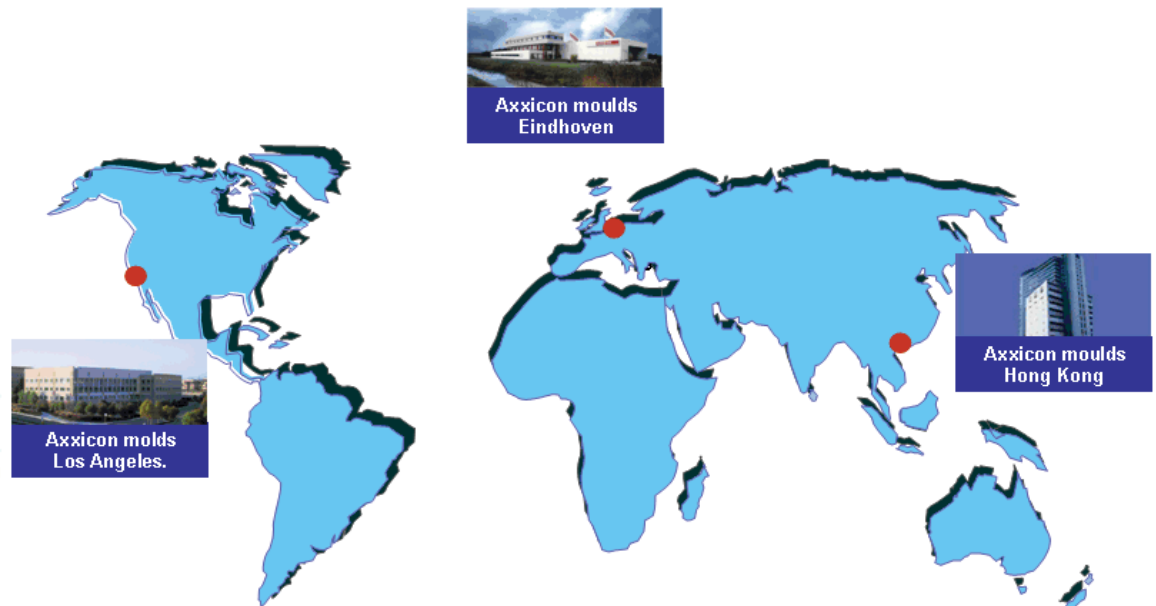 Axxicon moulds
Eindhoven
Axxicon moulds
Hong Kong
Axxicon molds
Los Angeles.